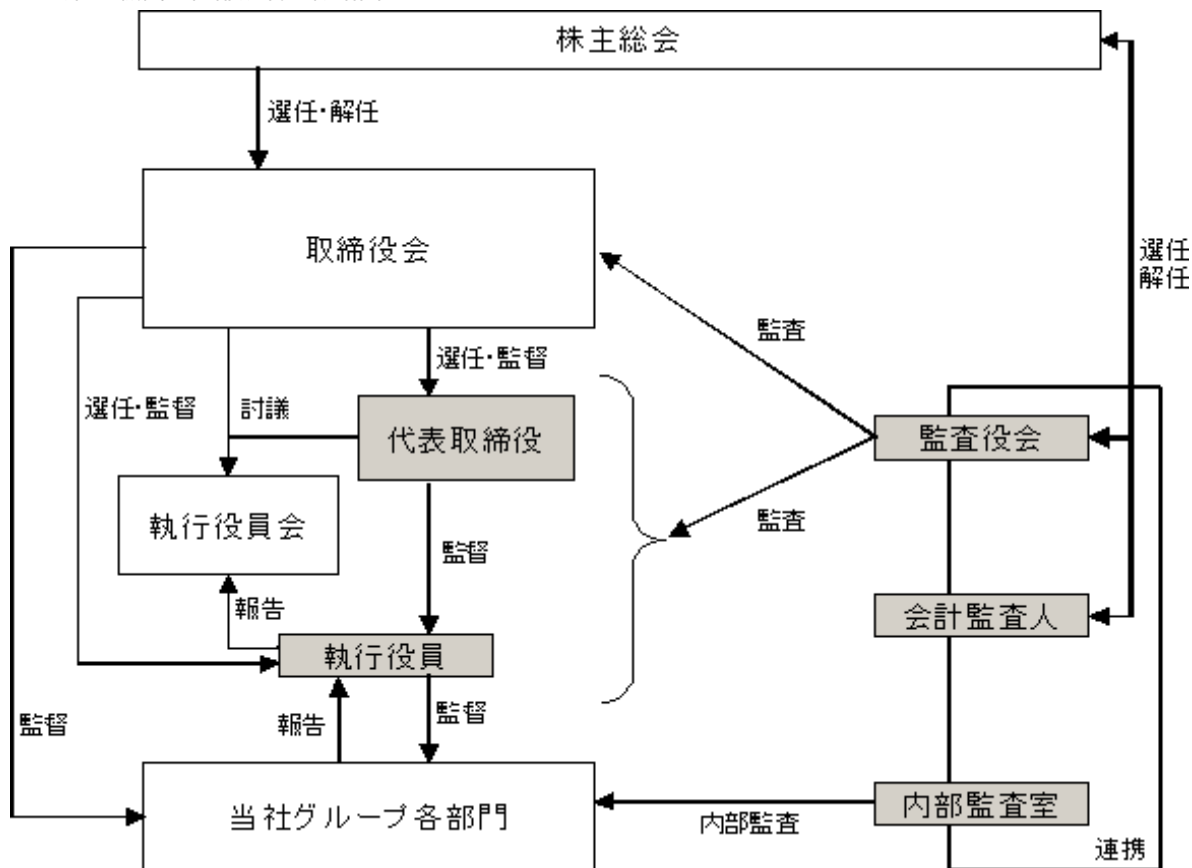 株主総会
選任・解任
取締役会
選任
解任
監査
選任・監督
選任・監督
討議
代表取締役
監査役会
執行役員会
監督
監査
報告
会計監査人
執行役員
監督
報告
監督
当社グループ各部門
内部監査
内部監査室
連携